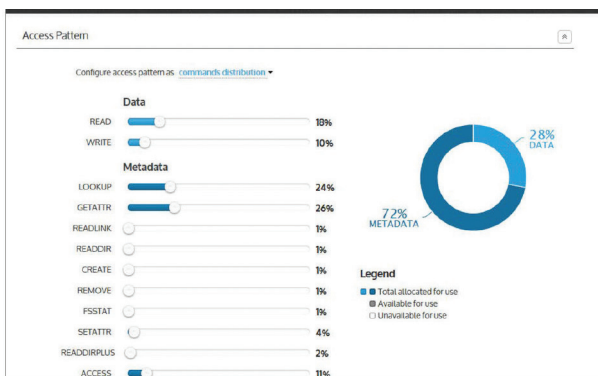 Access Pattern
Configure access pattern as commands distribution
Data
READ 18%
WRITE 10%
Metadata
LOOKUP 24%
GETATTR 26%
READLINK 1%
READDIR 1%
CREATE 1%
REMOVE 1%
FSSTAT 1%
SETATTR 4%
READDIRPLUS 2%
ACCESS 11%
28%
DATA
72%
METADATA
Legend
Total allocated for use
Available for use
Unavailable for use